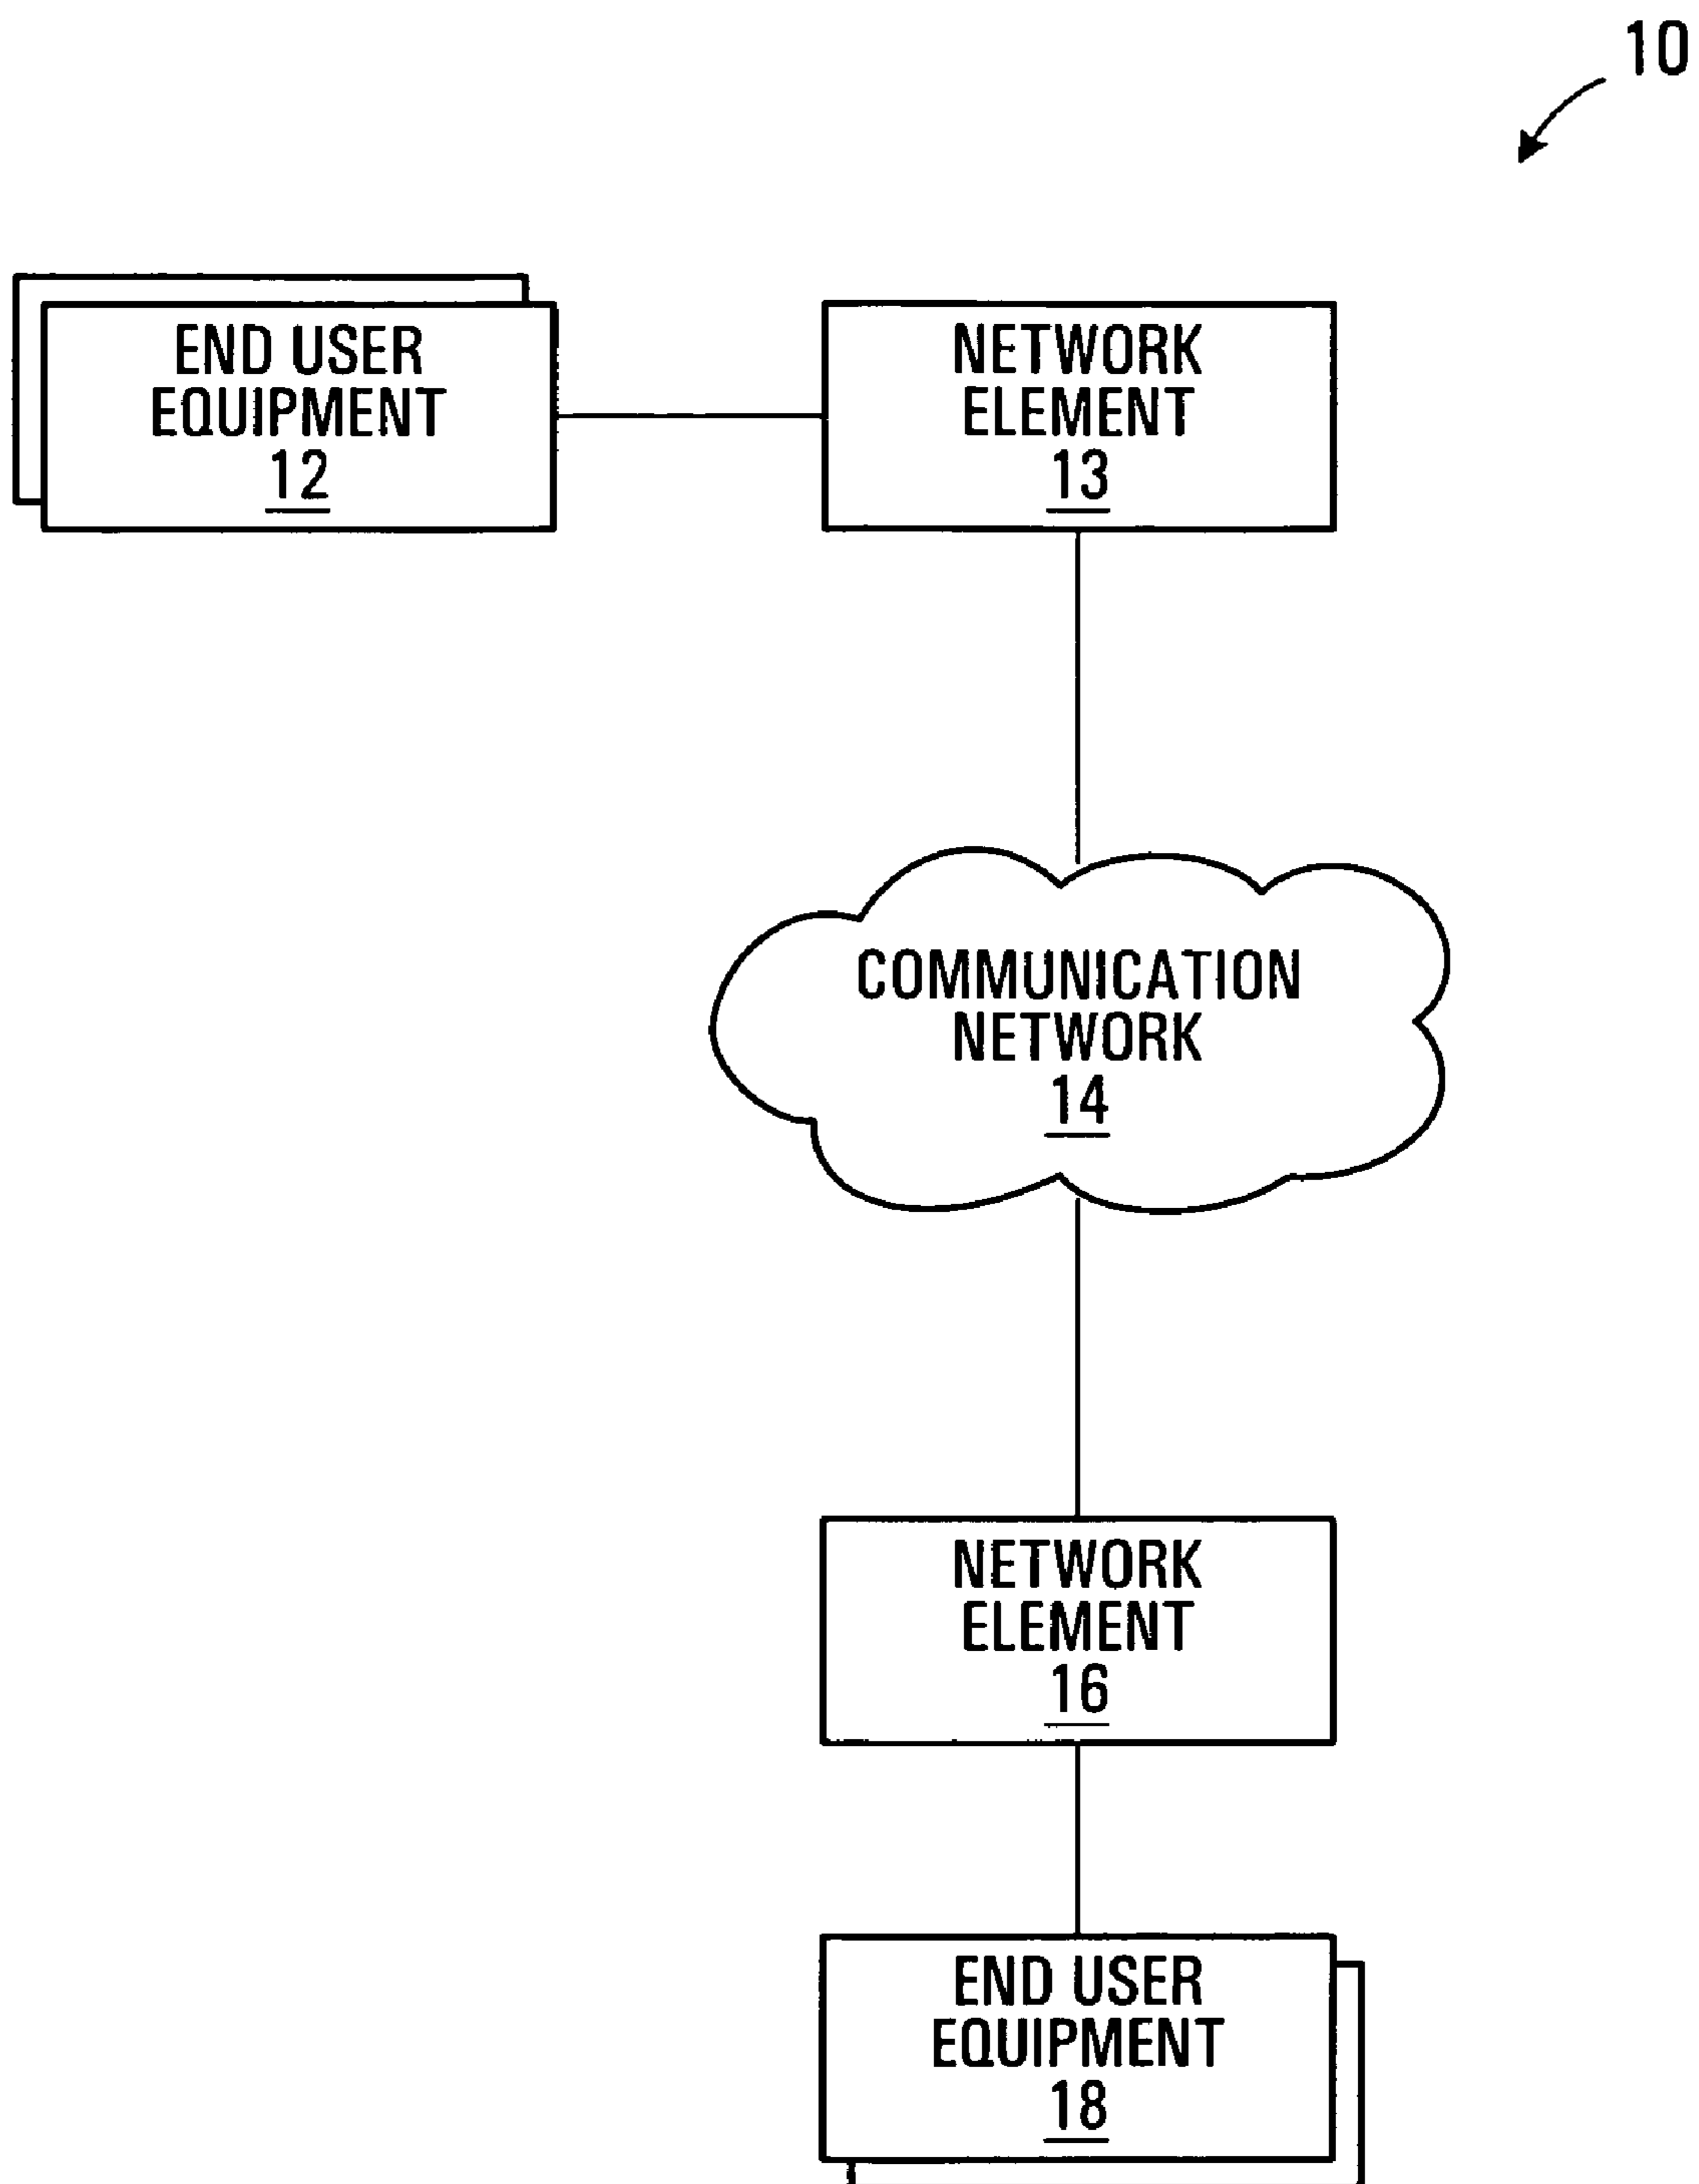 10
END USER
EQUIPMENT
12
NETWORK
ELEMENT
13
COMMUNICATION
NETWORK
14
NETWORK
ELEMENT
16
END USER
EQUIPMENT
18